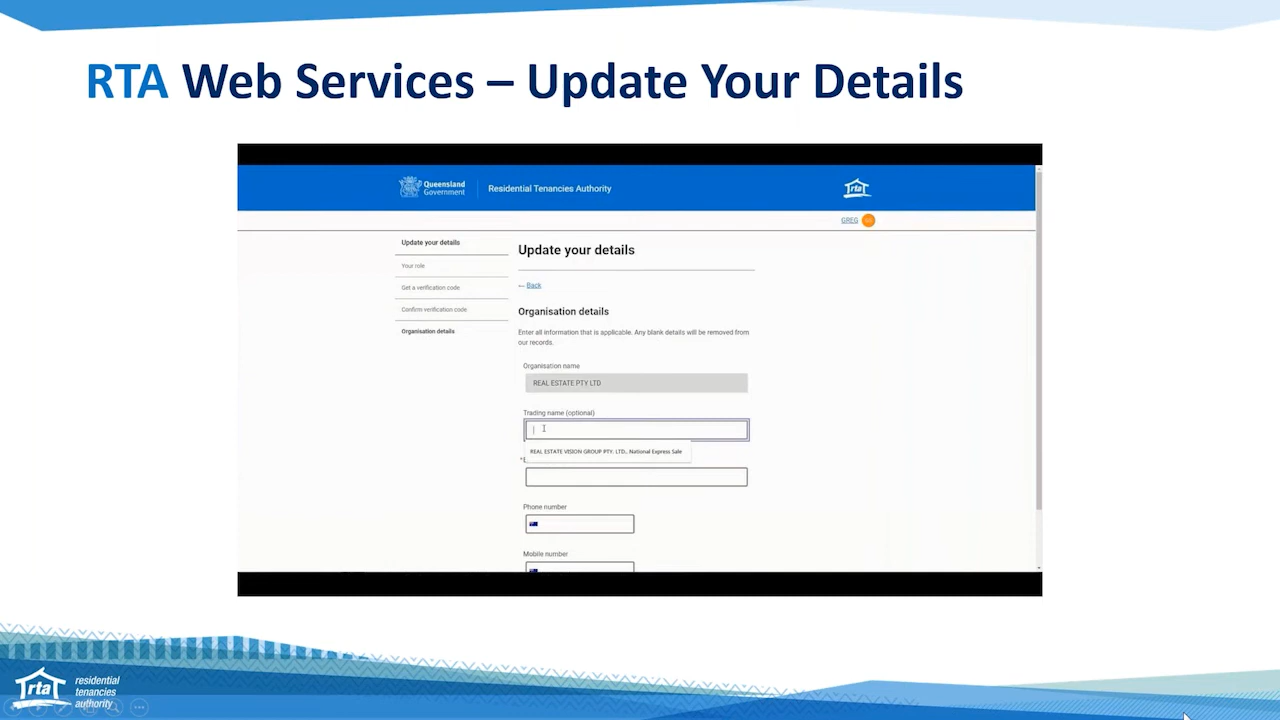 RTA Web Services – Update Your Details
Queensland
Government
Residential Tenancies Authority
rta
GREG
Update your details
Your role
Get a verification code
Confirm verification code
Organisation details
Update your details
← Back
Organisation details
Enter all information that is applicable. Any blank details will be removed from
our records.
Organisation name
REAL ESTATE PTY LTD
Trading name (optional)
REAL ESTATE VISION GROUP PTY. LTD., National Express Sale
Phone number
Mobile number
rta
residential
tenancies
authority